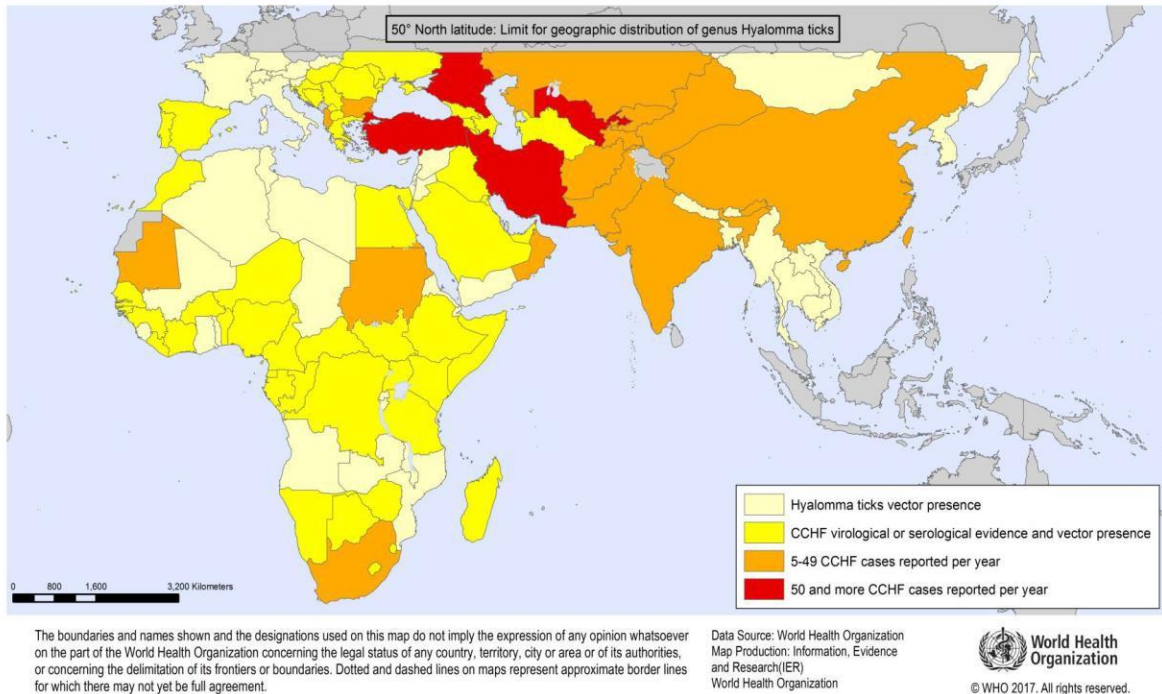 50° North latitude: Limit for geographic distribution of genus Hyalomma ticks
Hyalomma ticks vector presence
CCHF virological or serological evidence and vector presence
5-49 CCHF cases reported per year
50 and more CCHF cases reported per year
0 800 1,600 3,200 Kilometers
The boundaries and names shown and the designations used on this map do not imply the expression of any opinion whatsoever
on the part of the World Health Organization concerning the legal status of any country, territory, city or area or of its authorities,
or concerning the delimitation of its frontiers or boundaries. Dotted and dashed lines on maps represent approximate border lines
for which there may not yet be full agreement.
Data Source: World Health Organization
Map Production: Information, Evidence
and Research(IER)
World Health Organization
World Health
Organization
© WHO 2017. All rights reserved.